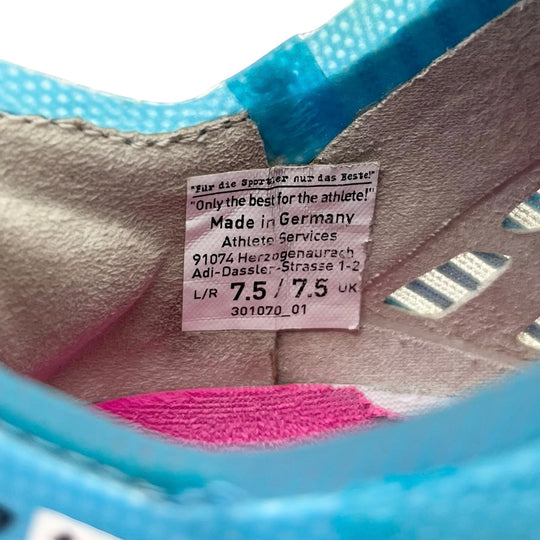 "Für die Sportler nur das Beste!"
"Only the best for the athlete!"
Made in Germany
Athlete Services
91074 Herzogenaurach
Adi-Dassler-Strasse 1-2
L/R 7.5 / 7.5 UK
301070_01